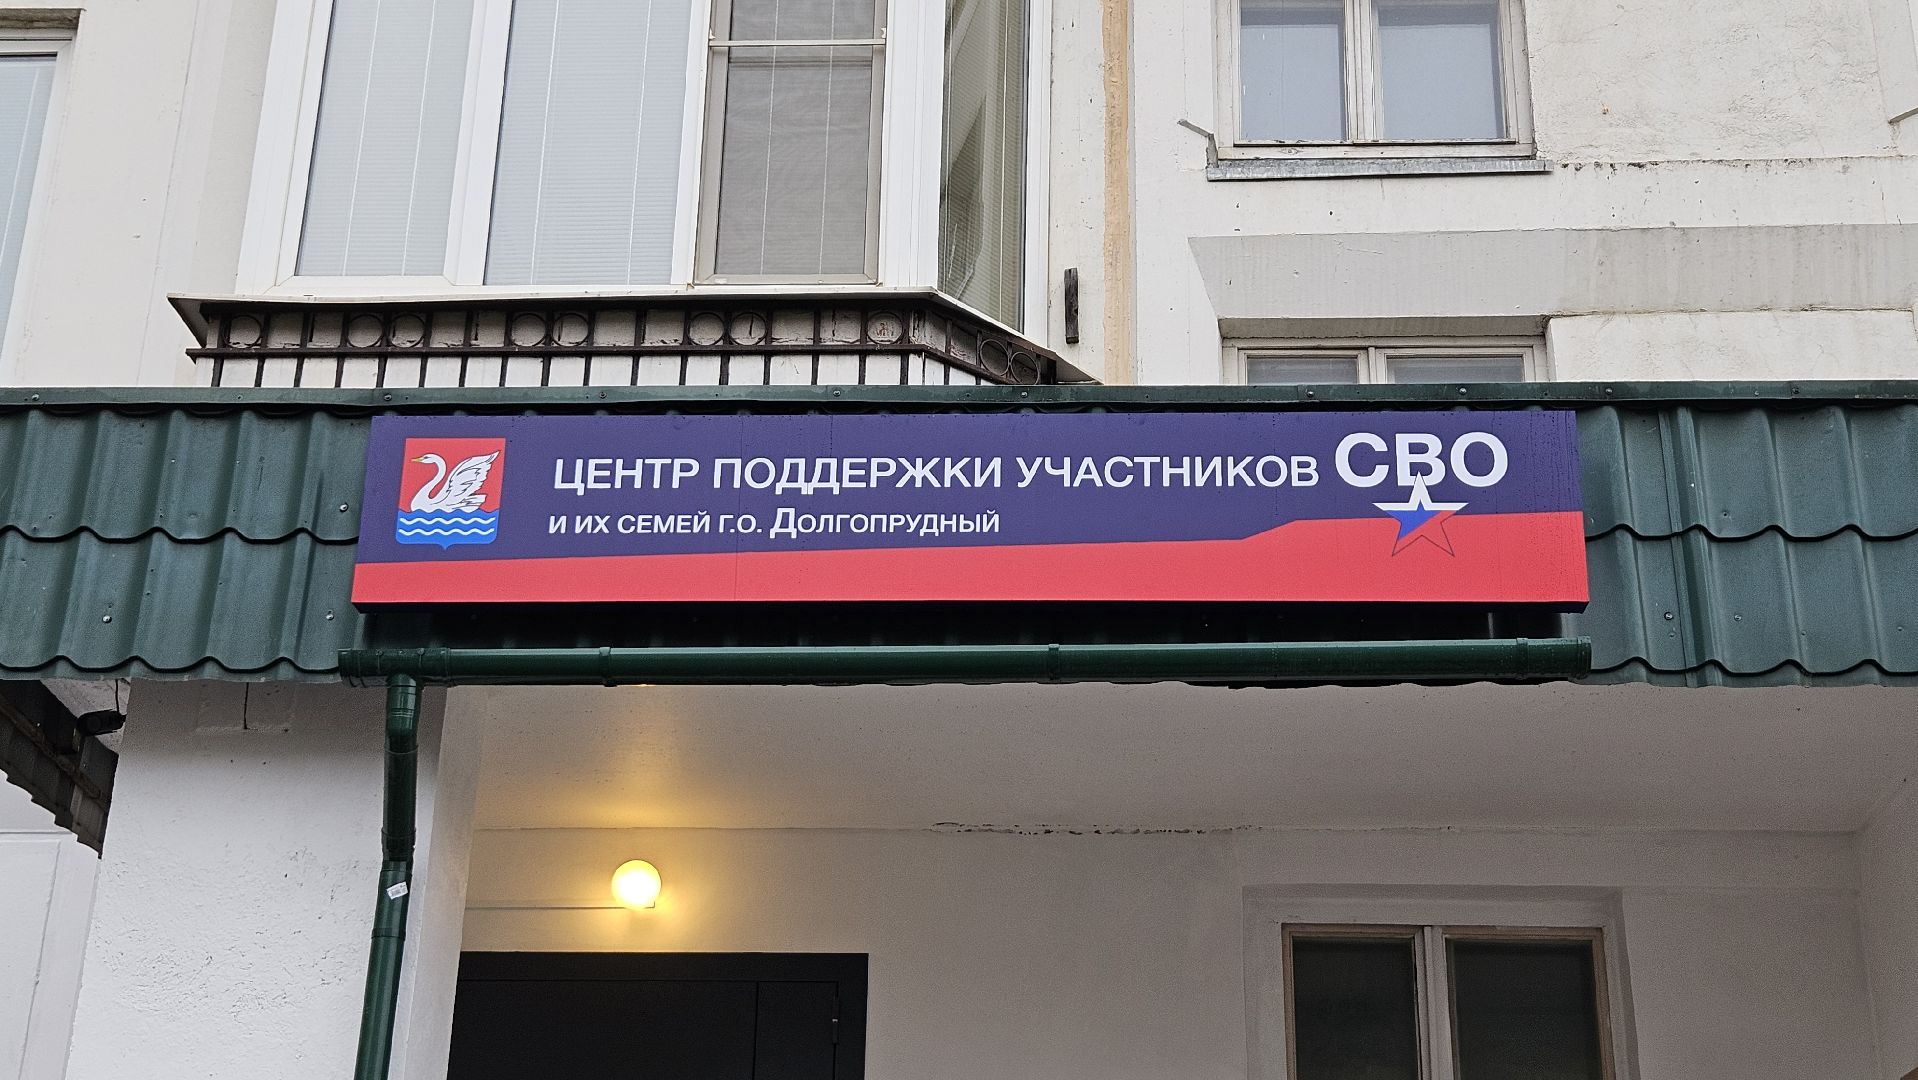 ЦЕНТР ПОДДЕРЖКИ УЧАСТНИКОВ СВО
И ИХ СЕМЕЙ Г.О. ДОЛГОПРУДНЫЙ